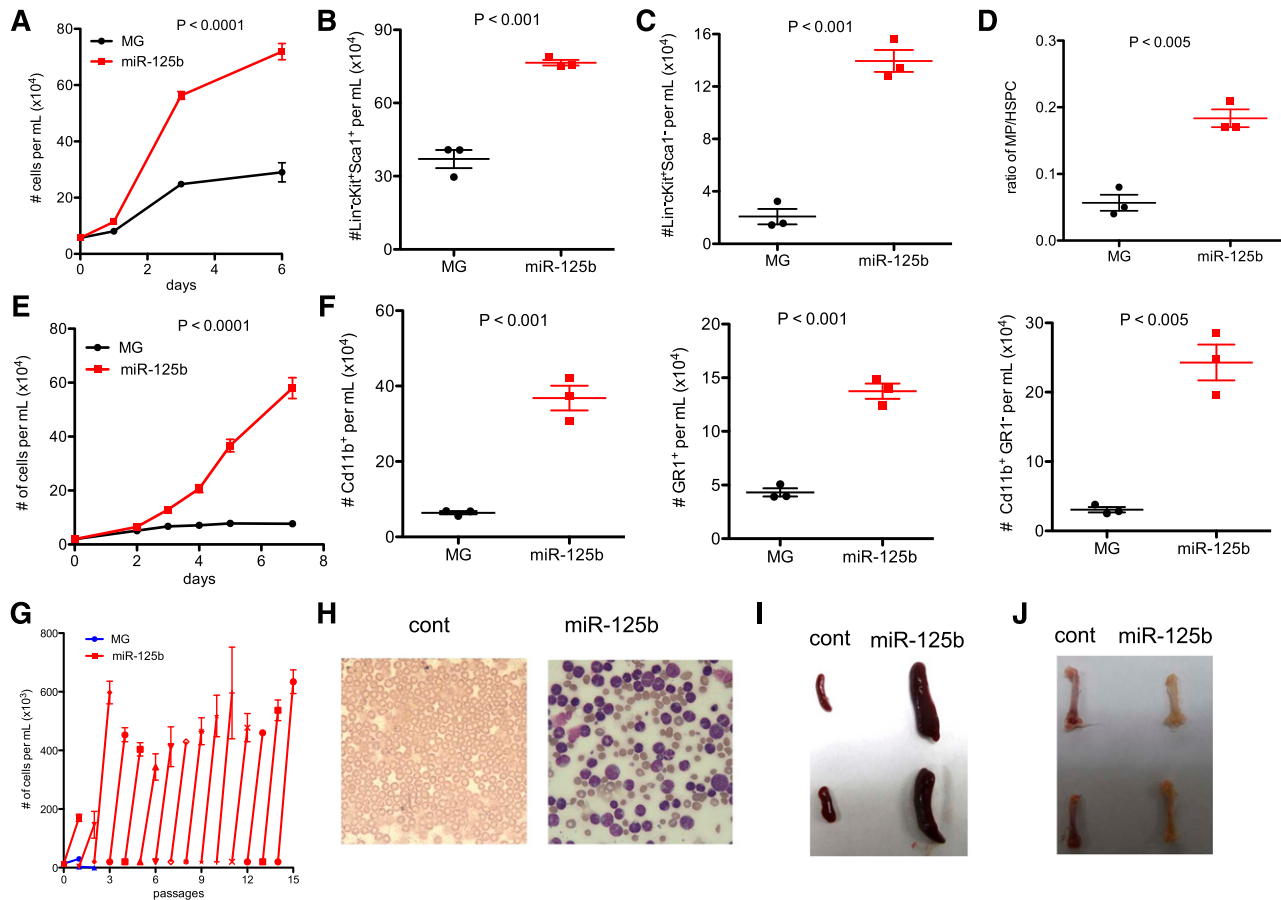 A
P < 0.0001
MG
miR-125b
# cells per mL (x10⁴)
80
60
40
20
0
0 2 4 6
days
B
P < 0.001
#Lin⁻cKit⁺Sca1⁺ per mL (x10⁴)
90
60
30
0
MG miR-125b
C
P < 0.001
#Lin⁻cKit⁺Sca1⁻ per mL (x10⁴)
16
12
8
4
0
MG miR-125b
D
P < 0.005
ratio of MP/HSPC
0.3
0.2
0.1
0.0
MG miR-125b
E
P < 0.0001
MG
miR-125b
# of cells per mL (x10⁴)
80
60
40
20
0
0 2 4 6 8
days
F
P < 0.001
# Cd11b⁺ per mL (x10⁴)
60
40
20
0
MG miR-125b
P < 0.001
# GR1⁺ per mL (x10⁴)
20
15
10
5
0
MG miR-125b
P < 0.005
# Cd11b⁺ GR1⁻ per mL (x10⁴)
30
20
10
0
MG miR-125b
G
MG
miR-125b
# of cells per mL (x10³)
800
600
400
200
0
0 3 6 9 12 15
passages
H
cont miR-125b
I
cont miR-125b
J
cont miR-125b